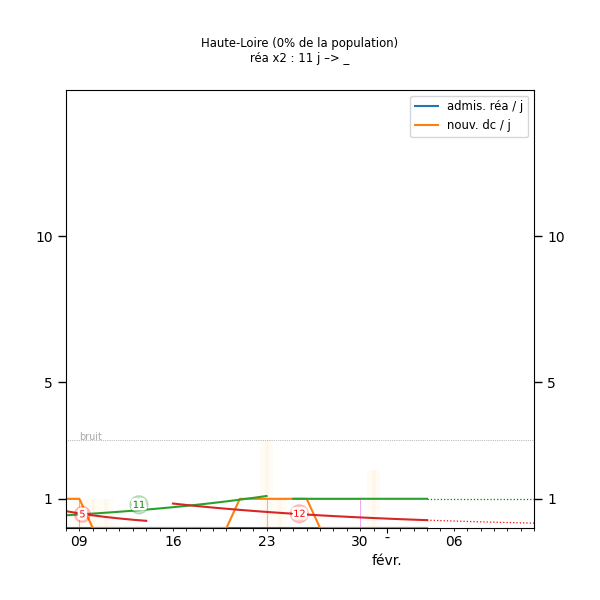 Haute-Loire (0% de la population)
réa x2 : 11 j –> _
admis. réa / j
nouv. dc / j
10 10
5 5
bruit
1 1
5 11 12
09 16 23 30 - 06
févr.